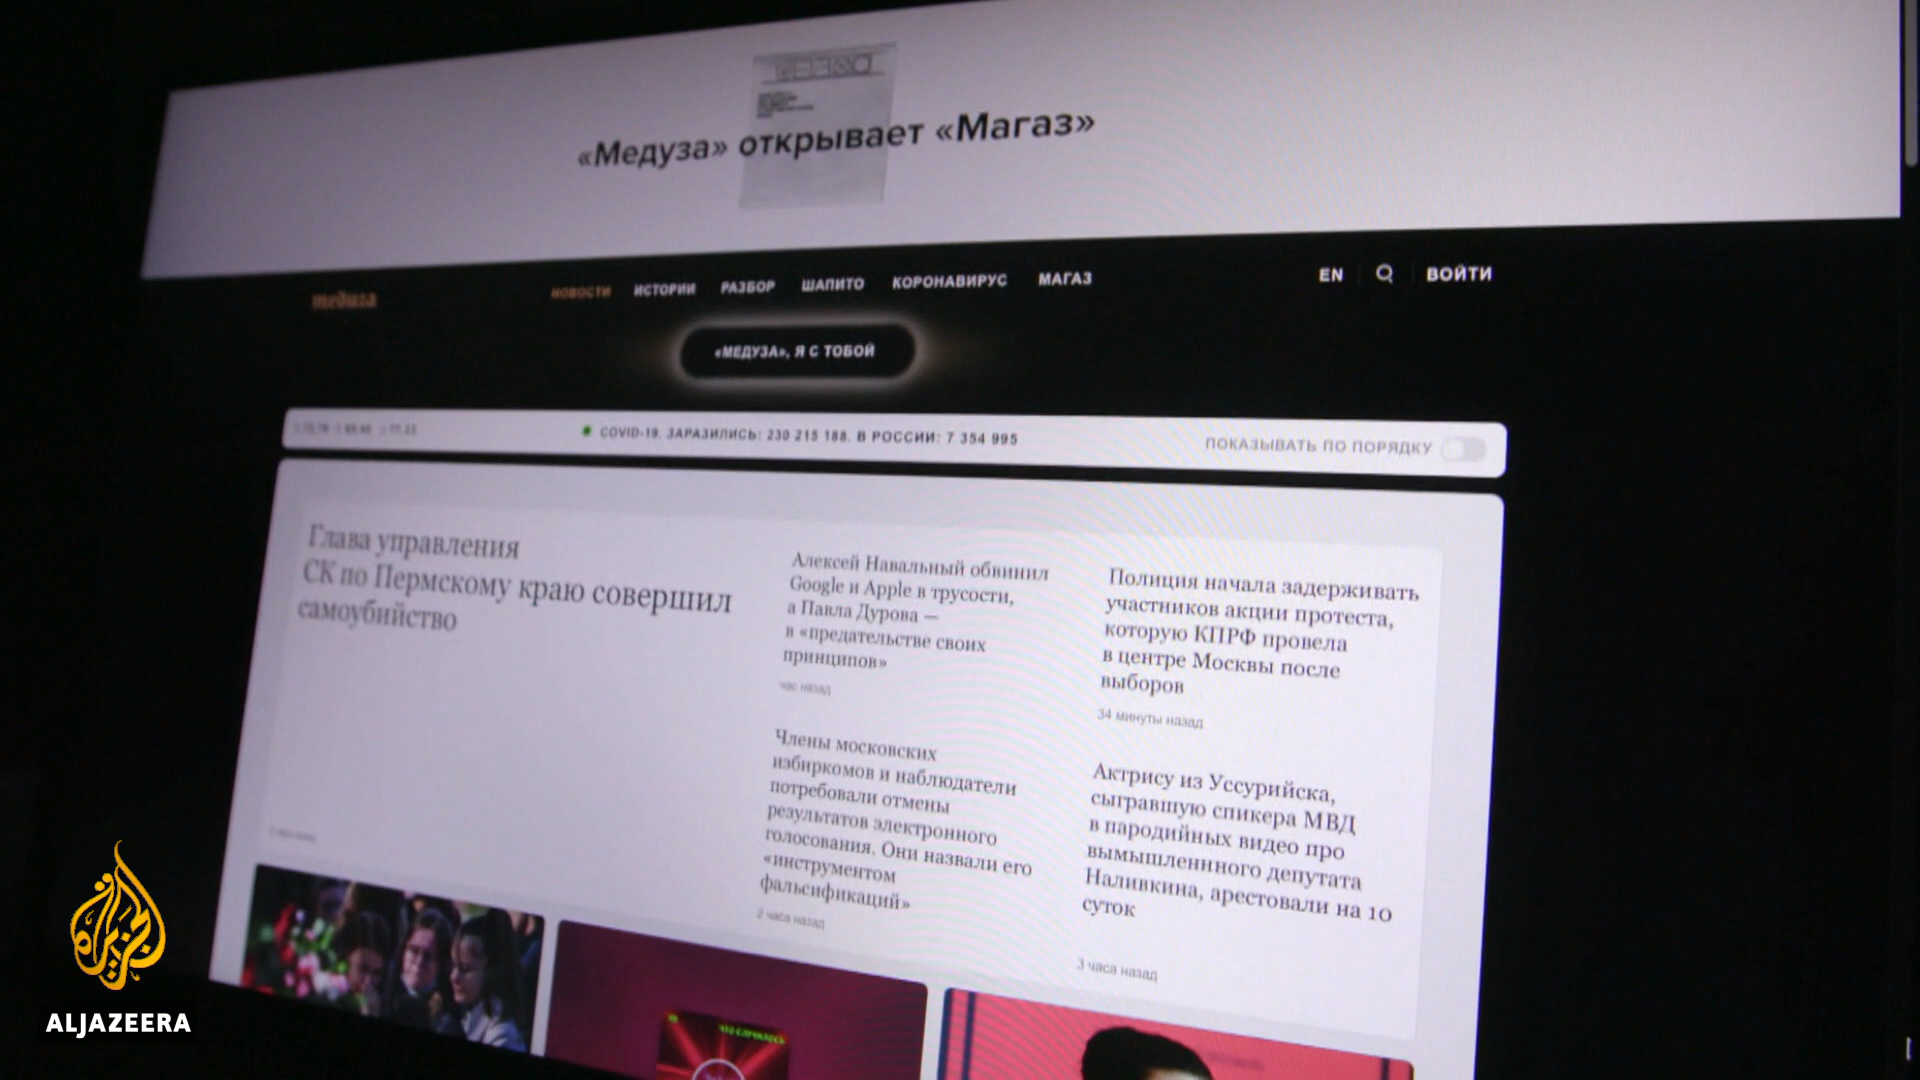 «Медуза» открывает «Магаз»
медуза
НОВОСТИ ИСТОРИИ РАЗБОР ШАПИТО КОРОНАВИРУС МАГАЗ
EN ВОЙТИ
«МЕДУЗА», Я С ТОБОЙ
COVID-19. ЗАРАЗИЛИСЬ: 230 215 188. В РОССИИ: 7 354 995
ПОКАЗЫВАТЬ ПО ПОРЯДКУ
Глава управления
СК по Пермскому краю совершил
самоубийство
Алексей Навальный обвинил
Google и Apple в трусости,
а Павла Дурова —
в «предательстве своих
принципов»
час назад
Полиция начала задерживать
участников акции протеста,
которую КПРФ провела
в центре Москвы после
выборов
34 минуты назад
Члены московских
избиркомов и наблюдатели
потребовали отмены
результатов электронного
голосования. Они назвали его
«инструментом
фальсификаций»
2 часа назад
Актрису из Уссурийска,
сыгравшую спикера МВД
в пародийных видео про
вымышленнного депутата
Наливкина, арестовали на 10
суток
3 часа назад
ЧТО СЛУЧИЛОСЬ
ALJAZEERA